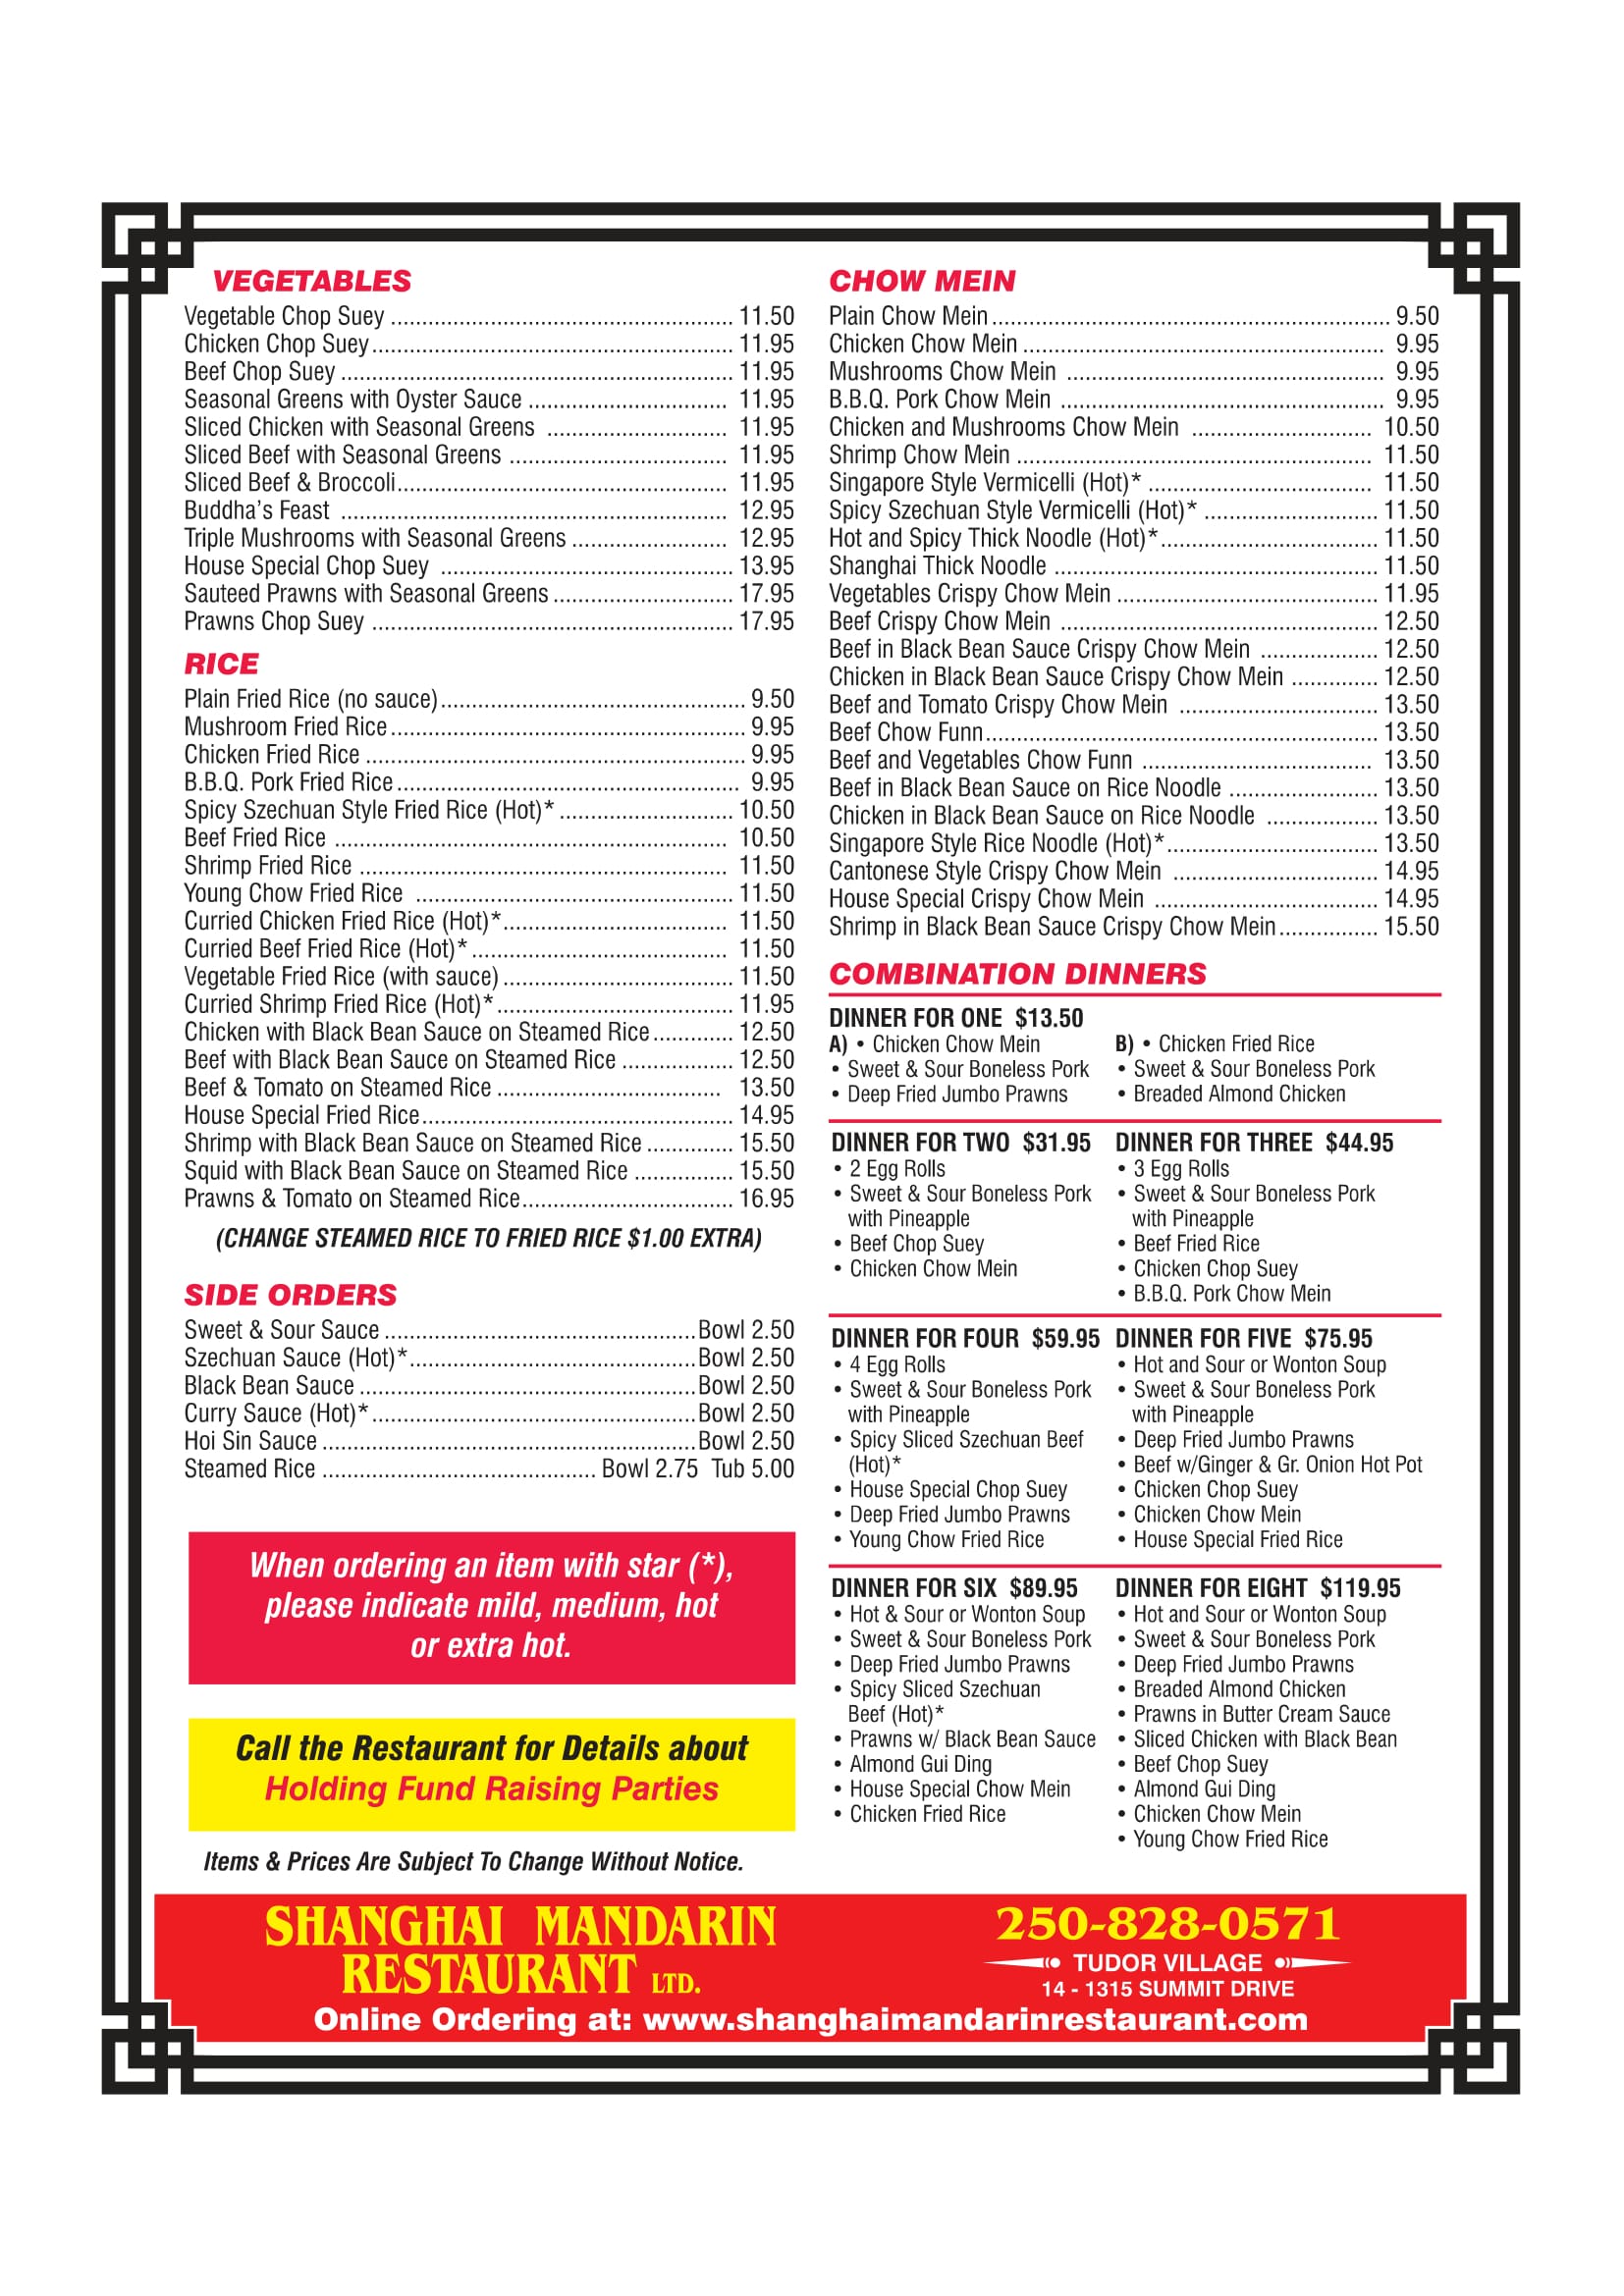 VEGETABLES
Vegetable Chop Suey ........ 11.50
Chicken Chop Suey ........ 11.95
Beef Chop Suey ........ 11.95
Seasonal Greens with Oyster Sauce ........ 11.95
Sliced Chicken with Seasonal Greens ........ 11.95
Sliced Beef with Seasonal Greens ........ 11.95
Sliced Beef & Broccoli ........ 11.95
Buddha's Feast ........ 12.95
Triple Mushrooms with Seasonal Greens ........ 12.95
House Special Chop Suey ........ 13.95
Sauteed Prawns with Seasonal Greens ........ 17.95
Prawns Chop Suey ........ 17.95
RICE
Plain Fried Rice (no sauce) ........ 9.50
Mushroom Fried Rice ........ 9.95
Chicken Fried Rice ........ 9.95
B.B.Q. Pork Fried Rice ........ 9.95
Spicy Szechuan Style Fried Rice (Hot)* ........ 10.50
Beef Fried Rice ........ 10.50
Shrimp Fried Rice ........ 11.50
Young Chow Fried Rice ........ 11.50
Curried Chicken Fried Rice (Hot)* ........ 11.50
Curried Beef Fried Rice (Hot)* ........ 11.50
Vegetable Fried Rice (with sauce) ........ 11.50
Curried Shrimp Fried Rice (Hot)* ........ 11.95
Chicken with Black Bean Sauce on Steamed Rice ........ 12.50
Beef with Black Bean Sauce on Steamed Rice ........ 12.50
Beef & Tomato on Steamed Rice ........ 13.50
House Special Fried Rice ........ 14.95
Shrimp with Black Bean Sauce on Steamed Rice ........ 15.50
Squid with Black Bean Sauce on Steamed Rice ........ 15.50
Prawns & Tomato on Steamed Rice ........ 16.95
(CHANGE STEAMED RICE TO FRIED RICE $1.00 EXTRA)
SIDE ORDERS
Sweet & Sour Sauce ........ Bowl 2.50
Szechuan Sauce (Hot)* ........ Bowl 2.50
Black Bean Sauce ........ Bowl 2.50
Curry Sauce (Hot)* ........ Bowl 2.50
Hoi Sin Sauce ........ Bowl 2.50
Steamed Rice ........ Bowl 2.75 Tub 5.00
When ordering an item with star (*),
please indicate mild, medium, hot
or extra hot.
Call the Restaurant for Details about
Holding Fund Raising Parties
Items & Prices Are Subject To Change Without Notice.
CHOW MEIN
Plain Chow Mein ........ 9.50
Chicken Chow Mein ........ 9.95
Mushrooms Chow Mein ........ 9.95
B.B.Q. Pork Chow Mein ........ 9.95
Chicken and Mushrooms Chow Mein ........ 10.50
Shrimp Chow Mein ........ 11.50
Singapore Style Vermicelli (Hot)* ........ 11.50
Spicy Szechuan Style Vermicelli (Hot)* ........ 11.50
Hot and Spicy Thick Noodle (Hot)* ........ 11.50
Shanghai Thick Noodle ........ 11.50
Vegetables Crispy Chow Mein ........ 11.95
Beef Crispy Chow Mein ........ 12.50
Beef in Black Bean Sauce Crispy Chow Mein ........ 12.50
Chicken in Black Bean Sauce Crispy Chow Mein ........ 12.50
Beef and Tomato Crispy Chow Mein ........ 13.50
Beef Chow Funn ........ 13.50
Beef and Vegetables Chow Funn ........ 13.50
Beef in Black Bean Sauce on Rice Noodle ........ 13.50
Chicken in Black Bean Sauce on Rice Noodle ........ 13.50
Singapore Style Rice Noodle (Hot)* ........ 13.50
Cantonese Style Crispy Chow Mein ........ 14.95
House Special Crispy Chow Mein ........ 14.95
Shrimp in Black Bean Sauce Crispy Chow Mein ........ 15.50
COMBINATION DINNERS
DINNER FOR ONE $13.50
A) • Chicken Chow Mein
• Sweet & Sour Boneless Pork
• Deep Fried Jumbo Prawns
B) • Chicken Fried Rice
• Sweet & Sour Boneless Pork
• Breaded Almond Chicken
DINNER FOR TWO $31.95
• 2 Egg Rolls
• Sweet & Sour Boneless Pork
with Pineapple
• Beef Chop Suey
• Chicken Chow Mein
DINNER FOR THREE $44.95
• 3 Egg Rolls
• Sweet & Sour Boneless Pork
with Pineapple
• Beef Fried Rice
• Chicken Chop Suey
• B.B.Q. Pork Chow Mein
DINNER FOR FOUR $59.95
• 4 Egg Rolls
• Sweet & Sour Boneless Pork
with Pineapple
• Spicy Sliced Szechuan Beef
(Hot)*
• House Special Chop Suey
• Deep Fried Jumbo Prawns
• Young Chow Fried Rice
DINNER FOR FIVE $75.95
• Hot and Sour or Wonton Soup
• Sweet & Sour Boneless Pork
with Pineapple
• Deep Fried Jumbo Prawns
• Beef w/Ginger & Gr. Onion Hot Pot
• Chicken Chop Suey
• Chicken Chow Mein
• House Special Fried Rice
DINNER FOR SIX $89.95
• Hot & Sour or Wonton Soup
• Sweet & Sour Boneless Pork
• Deep Fried Jumbo Prawns
• Spicy Sliced Szechuan
Beef (Hot)*
• Prawns w/ Black Bean Sauce
• Almond Gui Ding
• House Special Chow Mein
• Chicken Fried Rice
DINNER FOR EIGHT $119.95
• Hot and Sour or Wonton Soup
• Sweet & Sour Boneless Pork
• Deep Fried Jumbo Prawns
• Breaded Almond Chicken
• Prawns in Butter Cream Sauce
• Sliced Chicken with Black Bean
• Beef Chop Suey
• Almond Gui Ding
• Chicken Chow Mein
• Young Chow Fried Rice
SHANGHAI MANDARIN
RESTAURANT LTD.
250-828-0571
TUDOR VILLAGE
14 - 1315 SUMMIT DRIVE
Online Ordering at: www.shanghaimandarinrestaurant.com